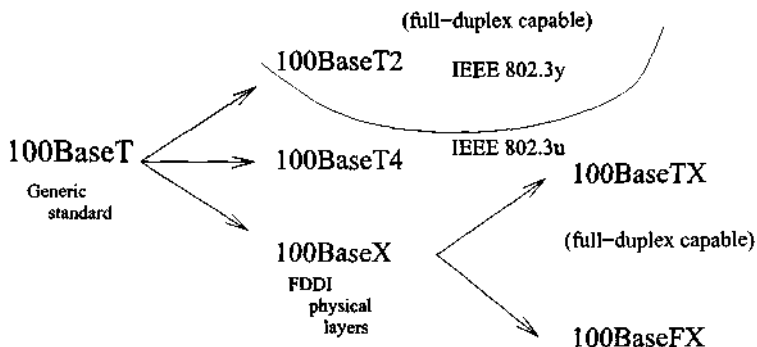 (full-duplex capable)
100BaseT2
IEEE 802.3y
100BaseT
Generic
standard
100BaseT4
IEEE 802.3u
100BaseTX
(full-duplex capable)
100BaseX
FDDI
physical
layers
100BaseFX